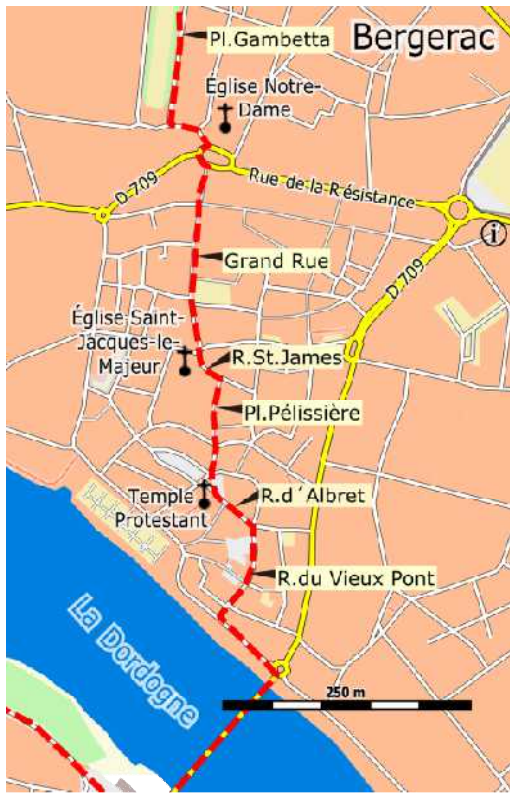 Pl.Gambetta
Bergerac
Église Notre-
Dame
D 709
Rue de la Résistance
i
Grand Rue
D 709
Église Saint-
Jacques-le-
Majeur
R.St.James
Pl.Pélissière
Temple
Protestant
R.d´Albret
R.du Vieux Pont
La Dordogne
250 m